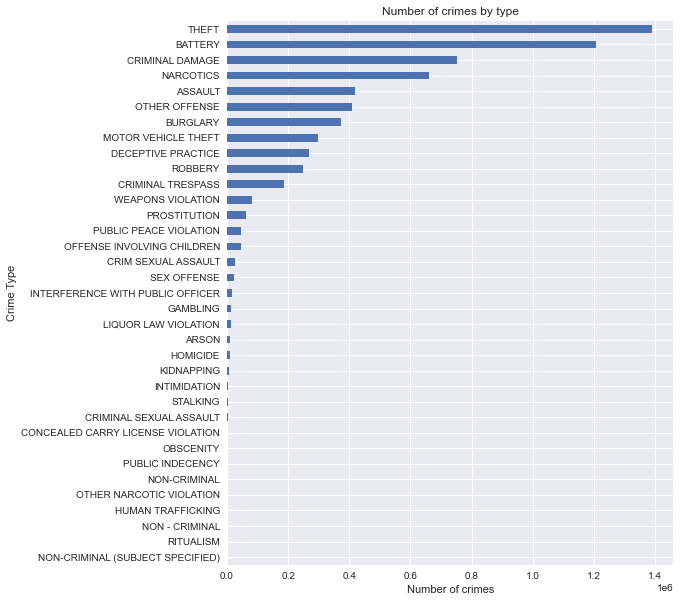 Number of crimes by type
THEFT
BATTERY
CRIMINAL DAMAGE
NARCOTICS
ASSAULT
OTHER OFFENSE
BURGLARY
MOTOR VEHICLE THEFT
DECEPTIVE PRACTICE
ROBBERY
CRIMINAL TRESPASS
WEAPONS VIOLATION
PROSTITUTION
PUBLIC PEACE VIOLATION
OFFENSE INVOLVING CHILDREN
CRIM SEXUAL ASSAULT
SEX OFFENSE
INTERFERENCE WITH PUBLIC OFFICER
GAMBLING
LIQUOR LAW VIOLATION
ARSON
HOMICIDE
KIDNAPPING
INTIMIDATION
STALKING
CRIMINAL SEXUAL ASSAULT
CONCEALED CARRY LICENSE VIOLATION
OBSCENITY
PUBLIC INDECENCY
NON-CRIMINAL
OTHER NARCOTIC VIOLATION
HUMAN TRAFFICKING
NON - CRIMINAL
RITUALISM
NON-CRIMINAL (SUBJECT SPECIFIED)
Crime Type
0.0 0.2 0.4 0.6 0.8 1.0 1.2 1.4
1e6
Number of crimes